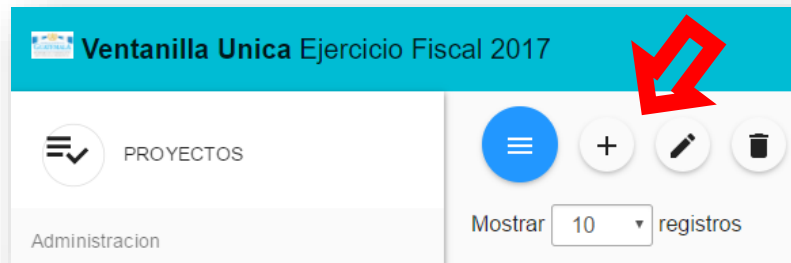 Ventanilla Unica Ejercicio Fiscal 2017
PROYECTOS
Administracion
Mostrar 10 registros